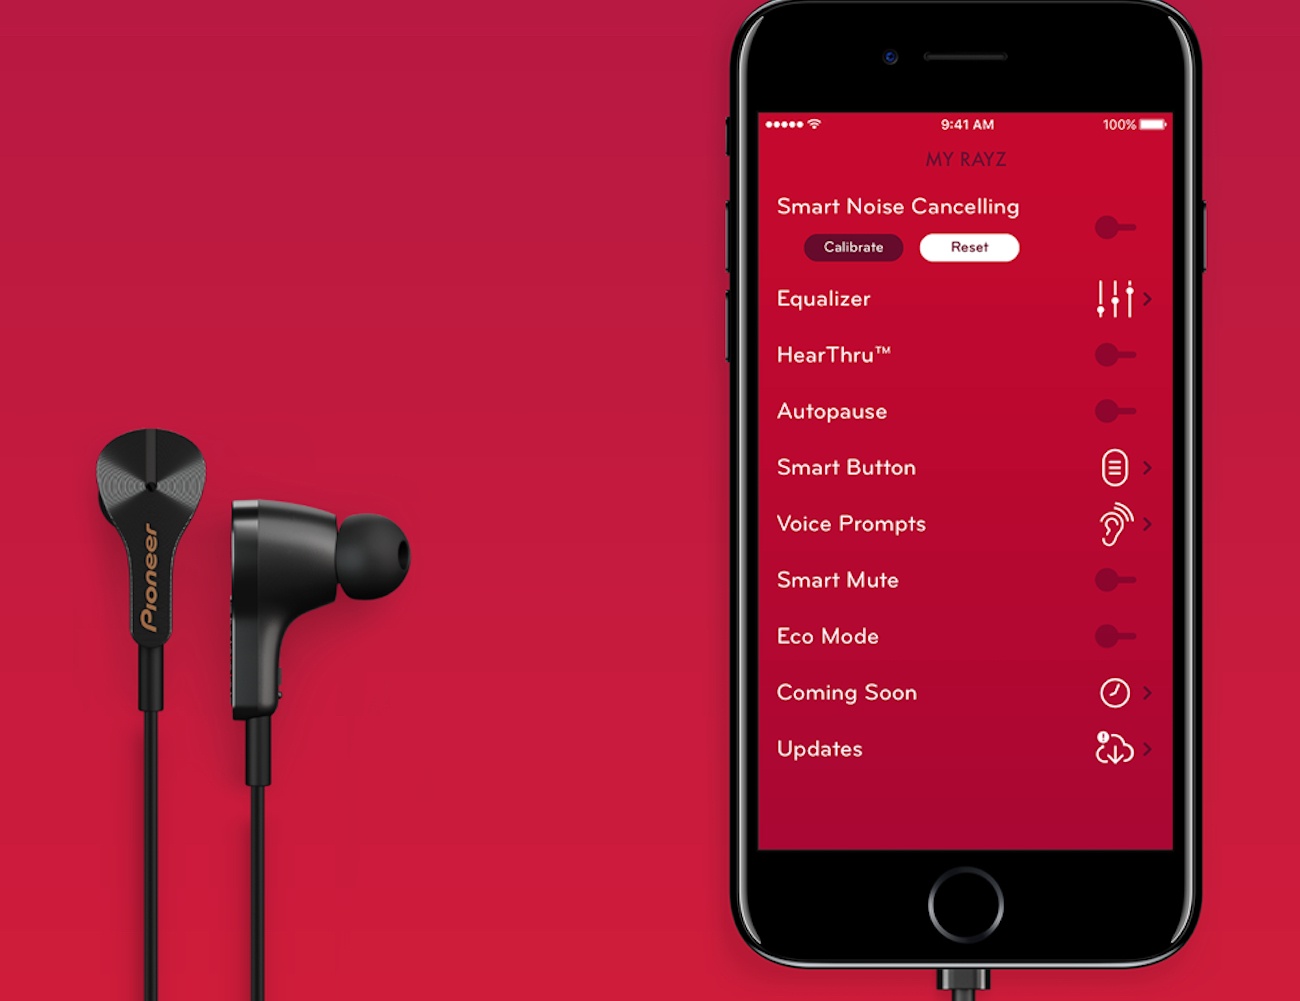 9:41 AM
100%
MY RAYZ
Smart Noise Cancelling
Calibrate
Reset
Equalizer
HearThru™
Autopause
Smart Button
Voice Prompts
Smart Mute
Eco Mode
Coming Soon
Updates
Pioneer